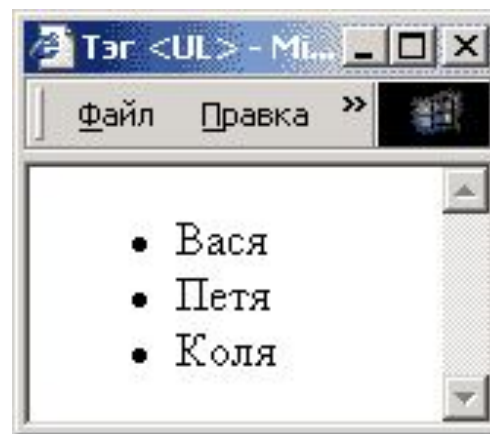 Тэг <UL> - Mi...
Файл Правка »
• Вася
• Петя
• Коля